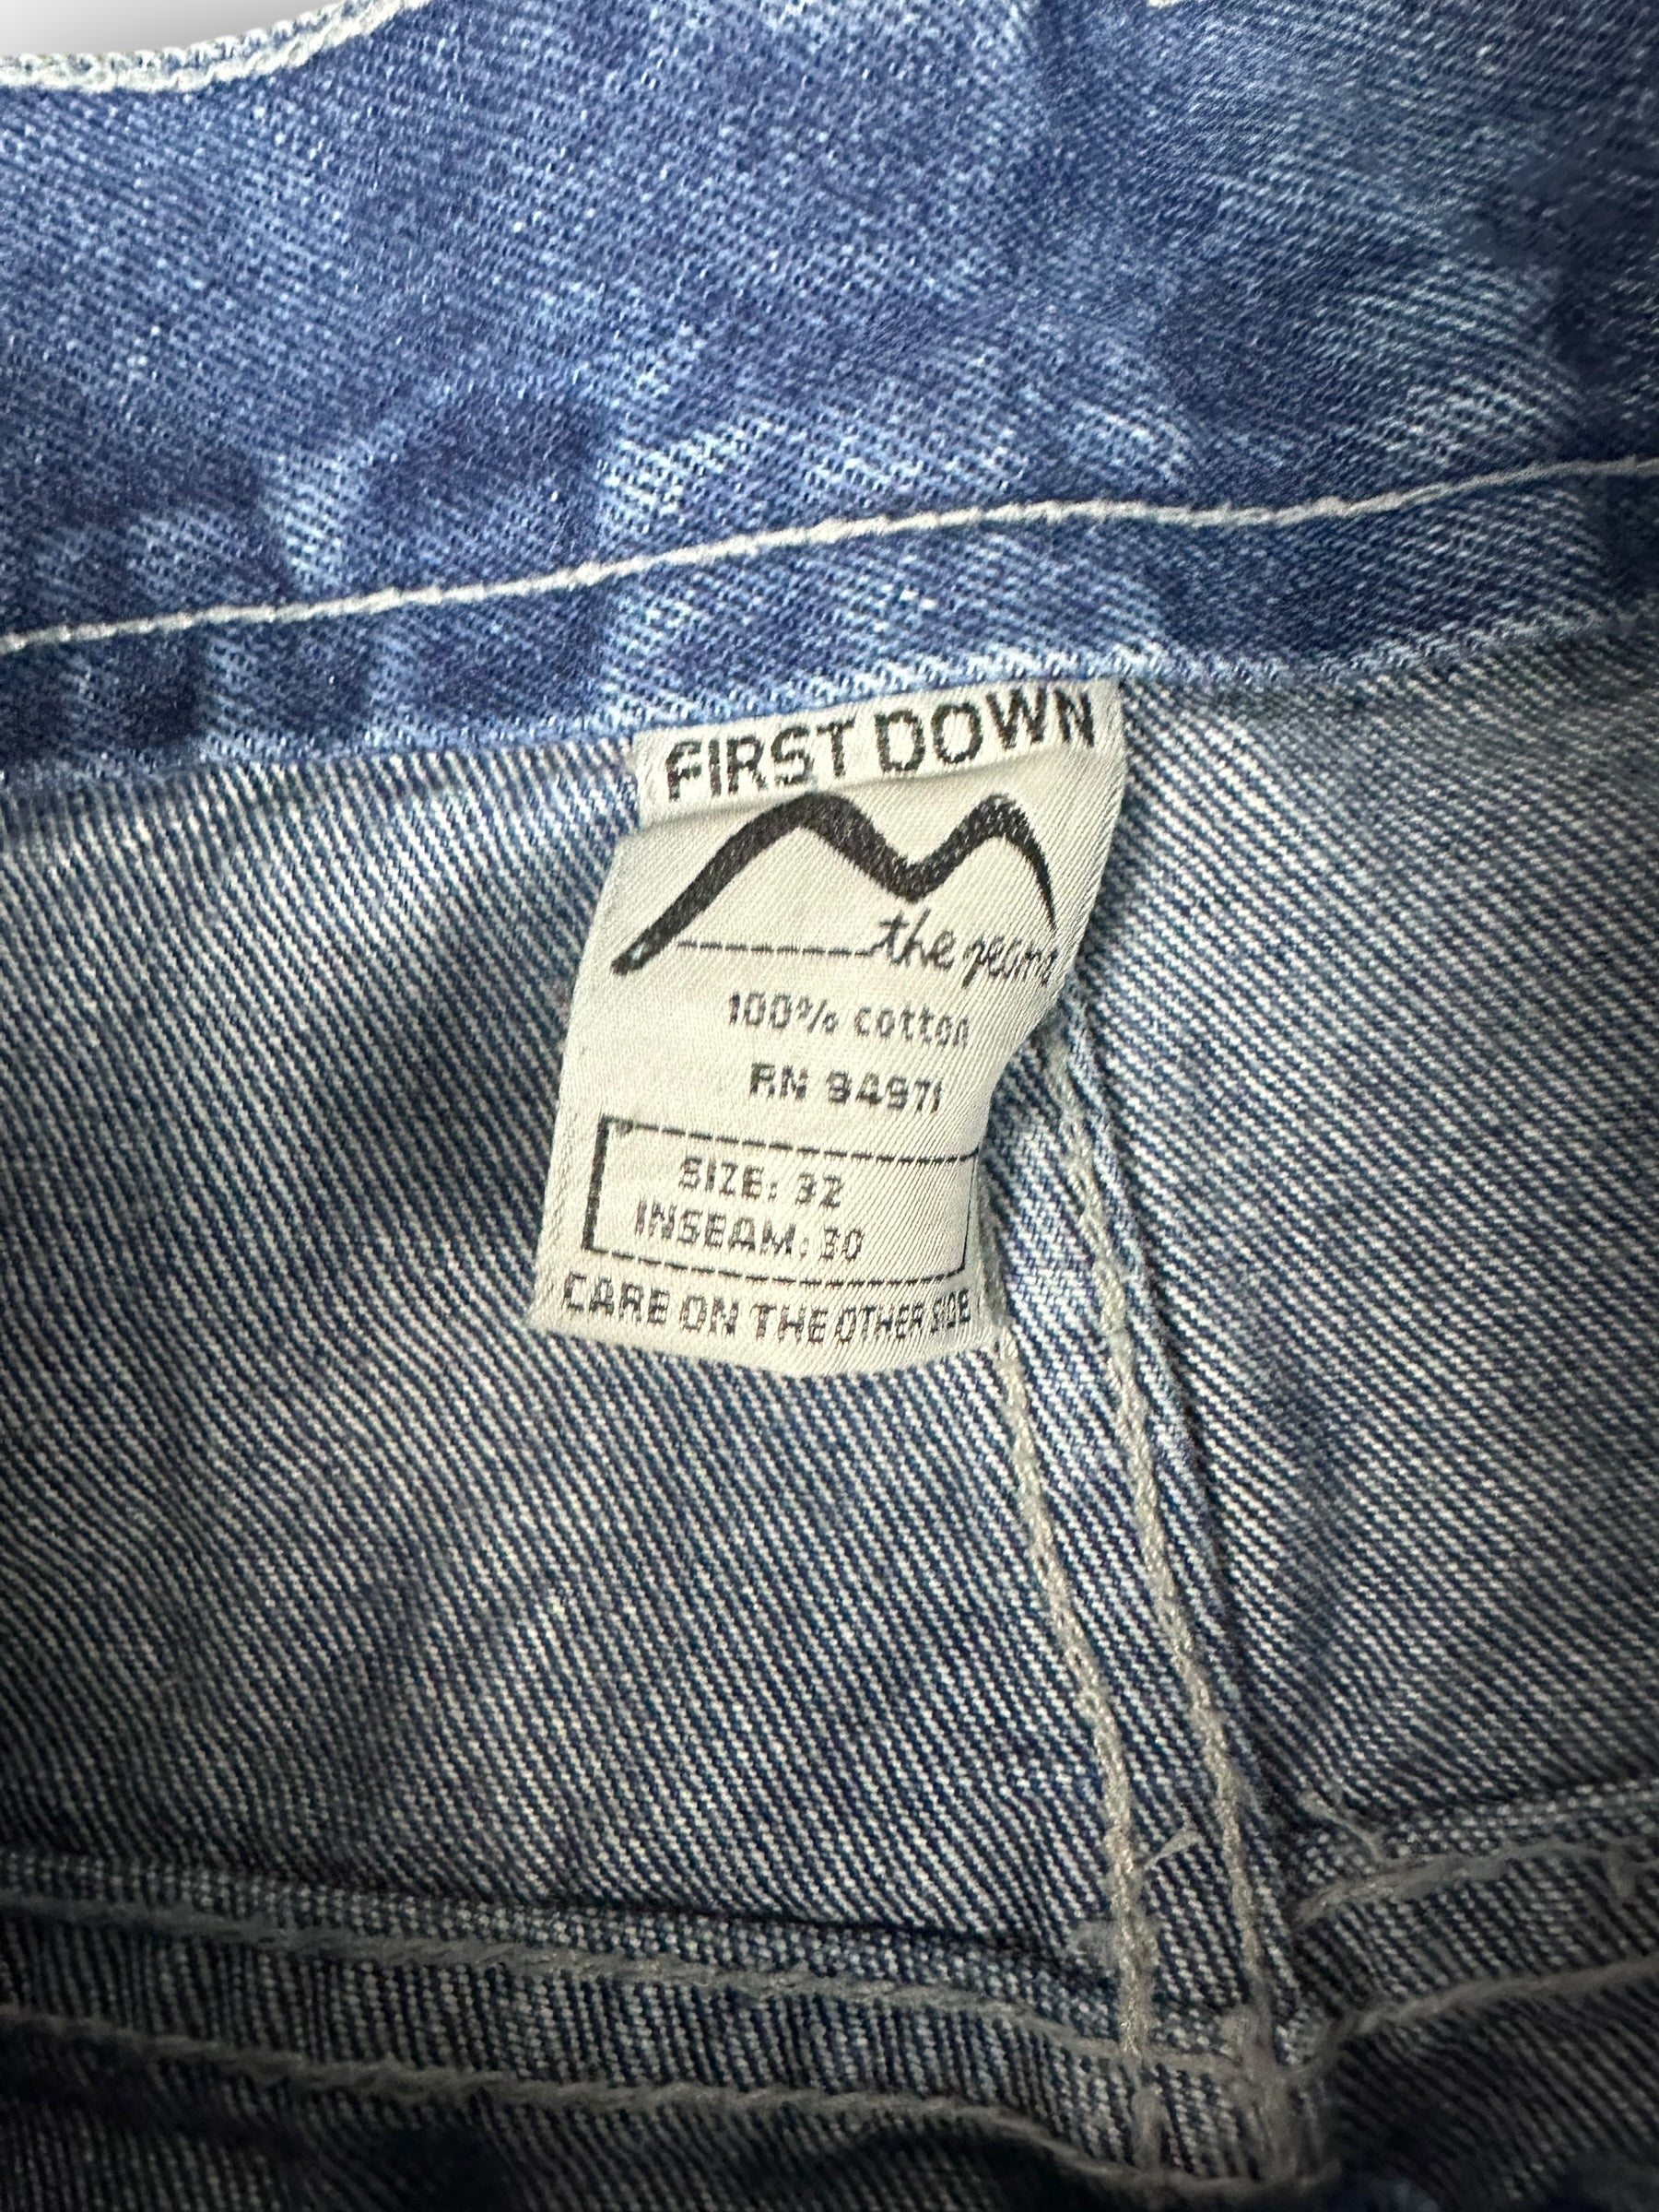 FIRST DOWN
the jeans
100% cotton
RN 94971
SIZE: 32
INSEAM: 30
CARE ON THE OTHER SIDE